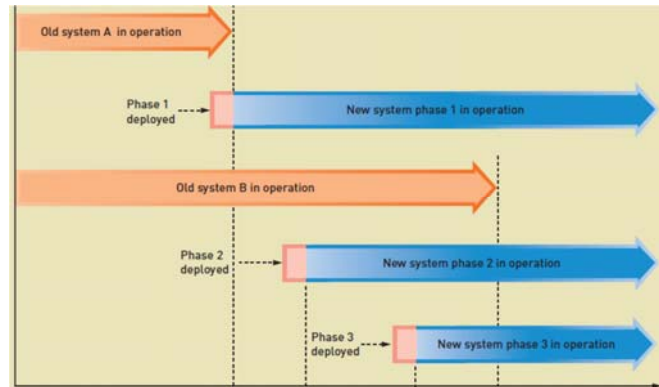 Old system A in operation
Phase 1
deployed
New system phase 1 in operation
Old system B in operation
Phase 2
deployed
New system phase 2 in operation
Phase 3
deployed
New system phase 3 in operation